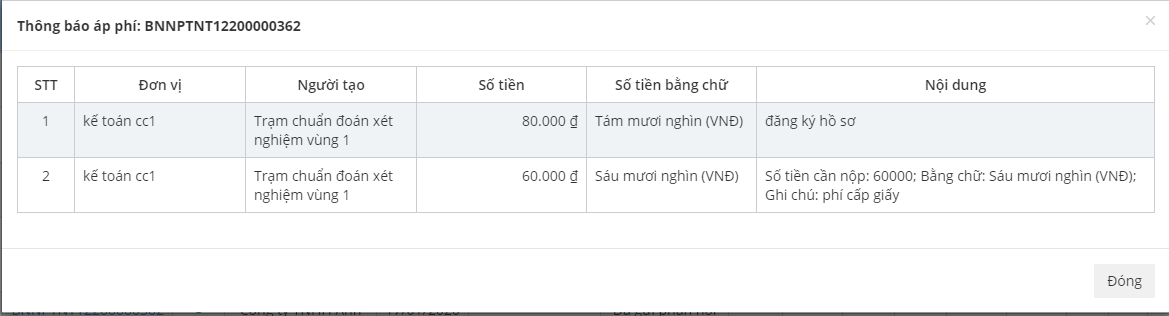 Thông báo áp phí: BNNPTNT12200000362
×
STT Đơn vị Người tạo Số tiền Số tiền bằng chữ Nội dung
1 kế toán cc1 Trạm chuẩn đoán xét nghiệm vùng 1 80.000 ₫ Tám mươi nghìn (VNĐ) đăng ký hồ sơ
2 kế toán cc1 Trạm chuẩn đoán xét nghiệm vùng 1 60.000 ₫ Sáu mươi nghìn (VNĐ) Số tiền cần nộp: 60000; Bằng chữ: Sáu mươi nghìn (VNĐ); Ghi chú: phí cấp giấy
Đóng